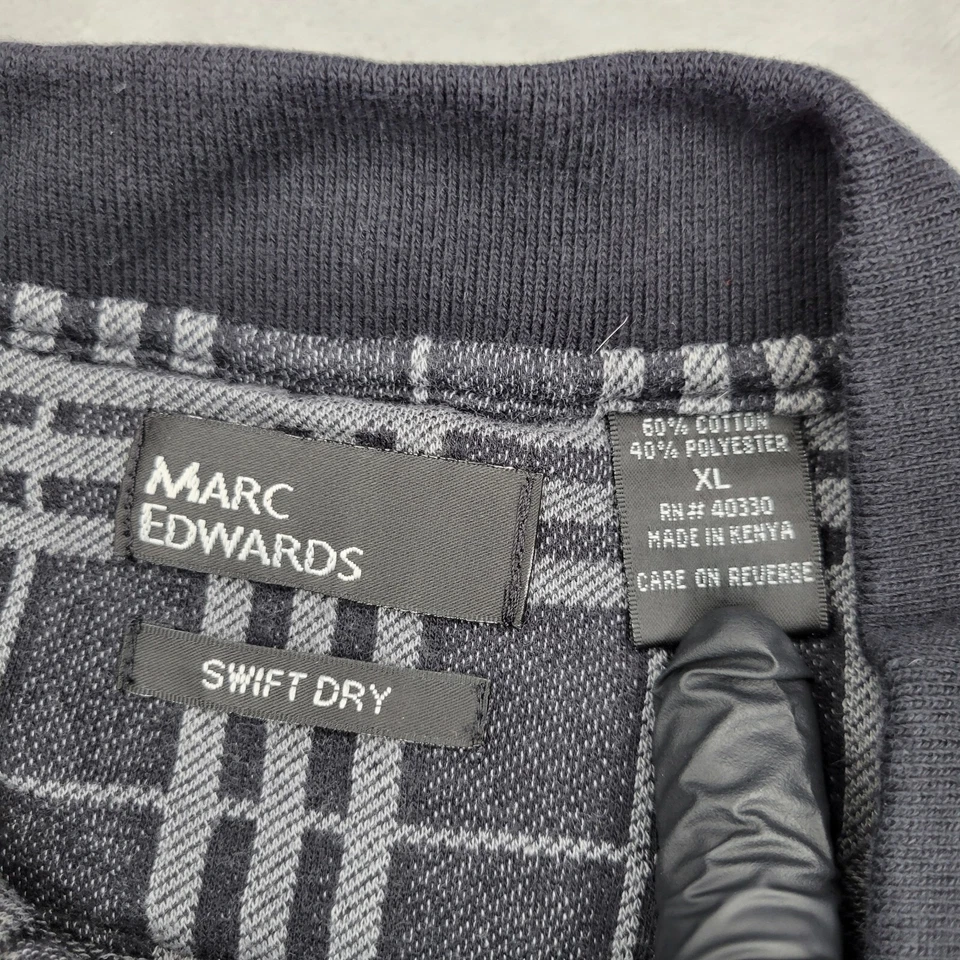 MARC
EDWARDS
SWIFT DRY
60% COTTON
40% POLYESTER
XL
RN# 40330
MADE IN KENYA
CARE ON REVERSE